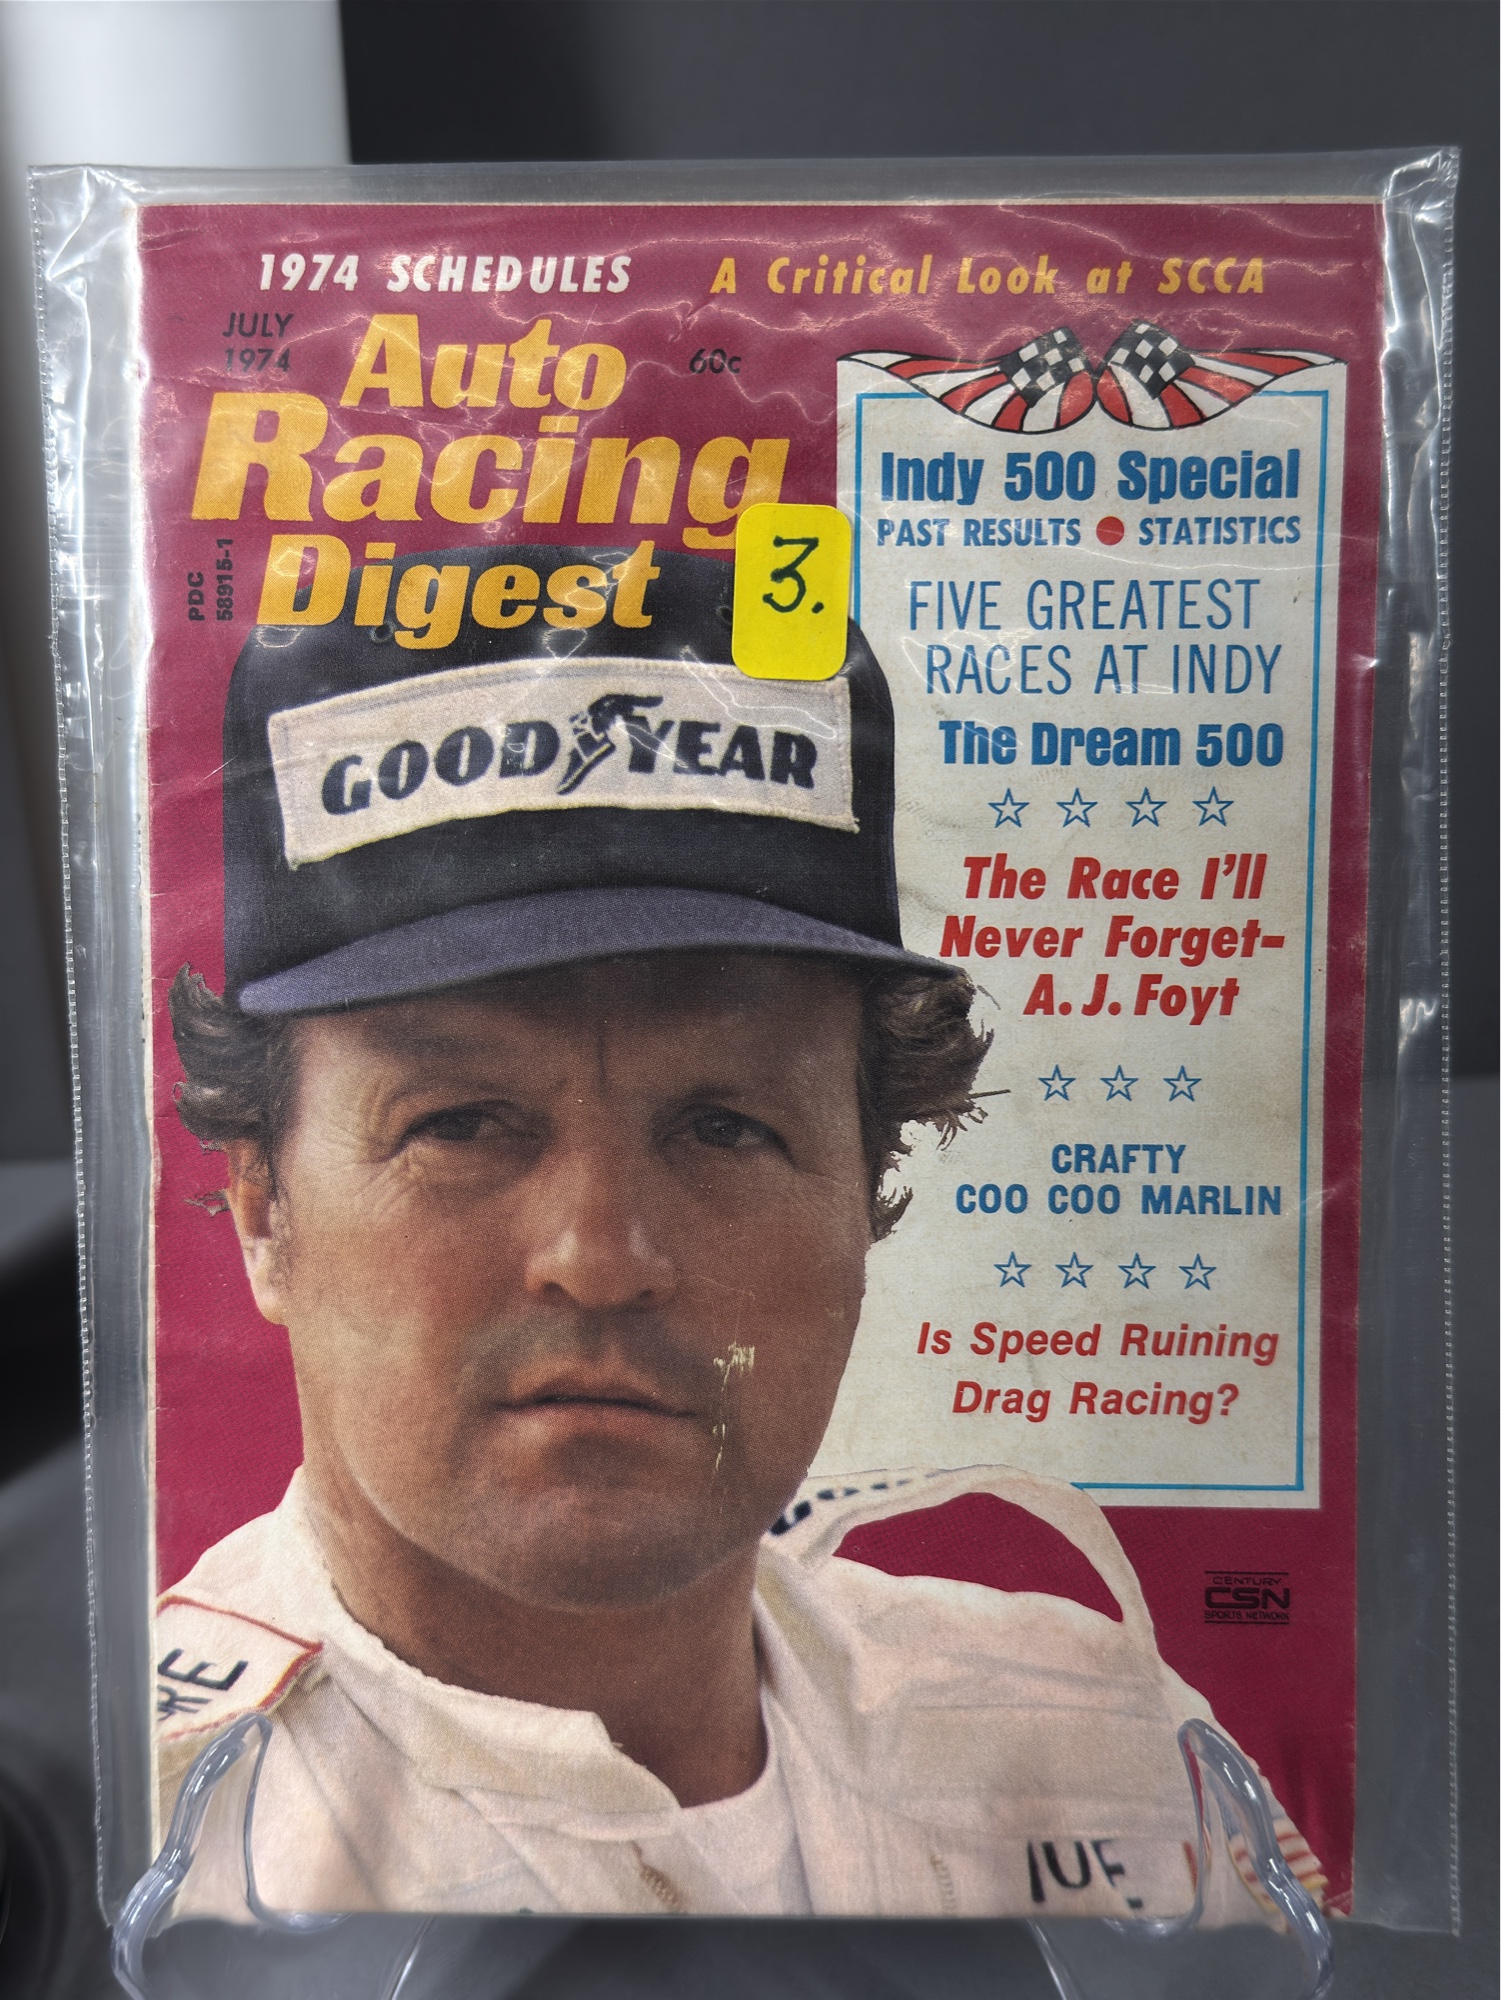 1974 SCHEDULES A Critical Look at SCCA
JULY
1974
Auto
60c
Racing
Digest
PDC
58915-1
3.
GOODYEAR
Indy 500 Special
PAST RESULTS ● STATISTICS
FIVE GREATEST
RACES AT INDY
The Dream 500
☆ ☆ ☆ ☆
The Race I'll
Never Forget–
A. J. Foyt
☆ ☆ ☆
CRAFTY
COO COO MARLIN
☆ ☆ ☆ ☆
Is Speed Ruining
Drag Racing?
CENTURY
CSN
SPORTS NETWORK